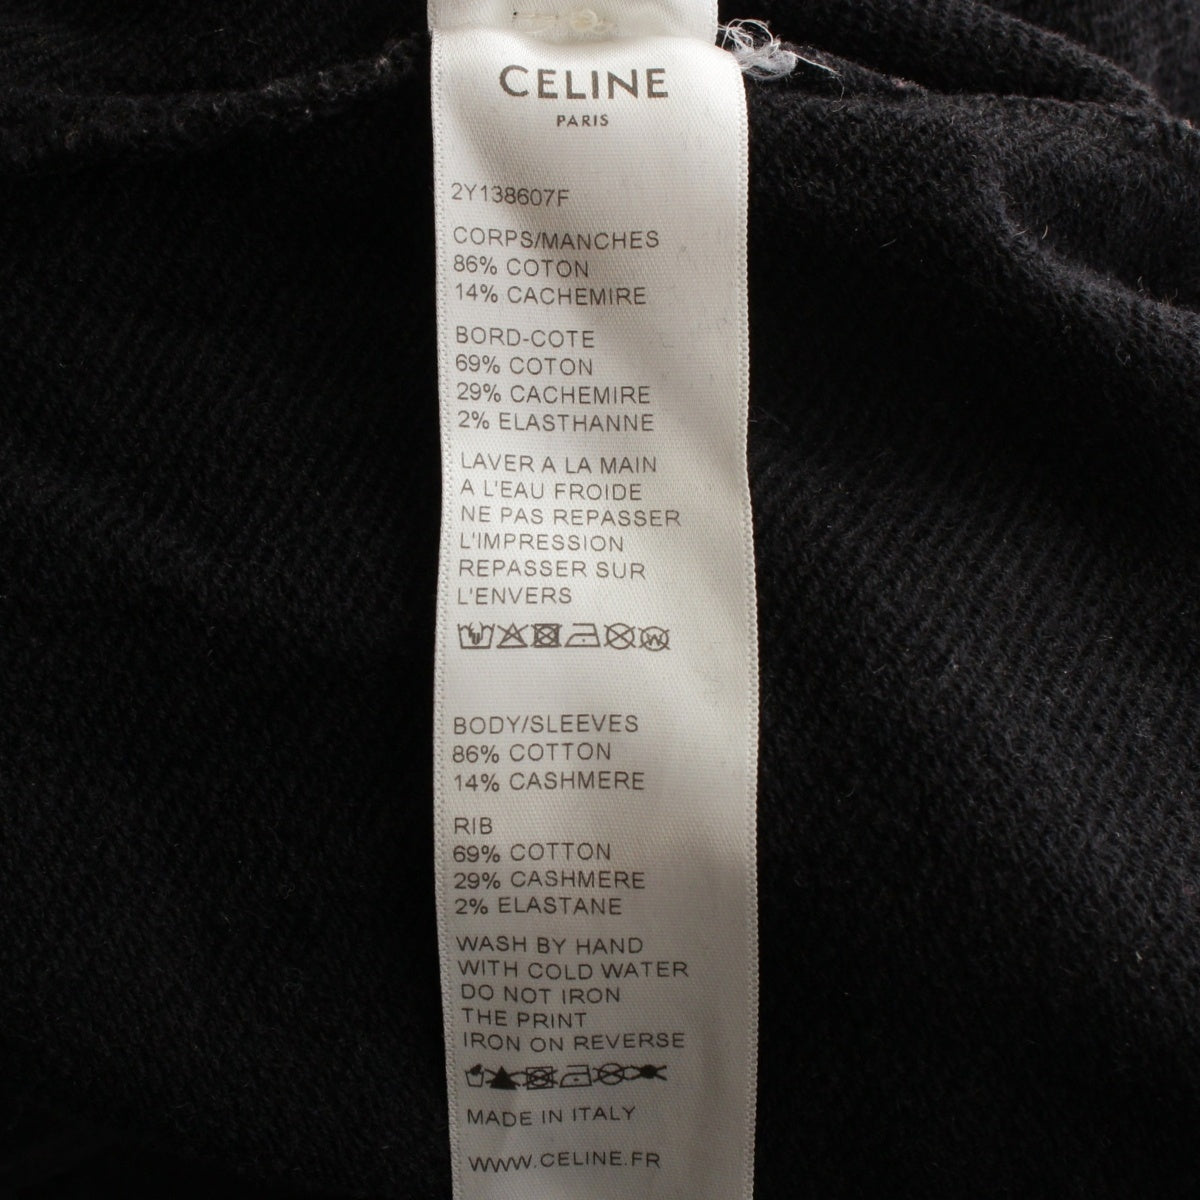 CELINE
PARIS
2Y138607F
CORPS/MANCHES
86% COTON
14% CACHEMIRE
BORD-COTE
69% COTON
29% CACHEMIRE
2% ELASTHANNE
LAVER A LA MAIN
A L'EAU FROIDE
NE PAS REPASSER
L'IMPRESSION
REPASSER SUR
L'ENVERS
W
BODY/SLEEVES
86% COTTON
14% CASHMERE
RIB
69% COTTON
29% CASHMERE
2% ELASTANE
WASH BY HAND
WITH COLD WATER
DO NOT IRON
THE PRINT
IRON ON REVERSE
MADE IN ITALY
WWW.CELINE.FR